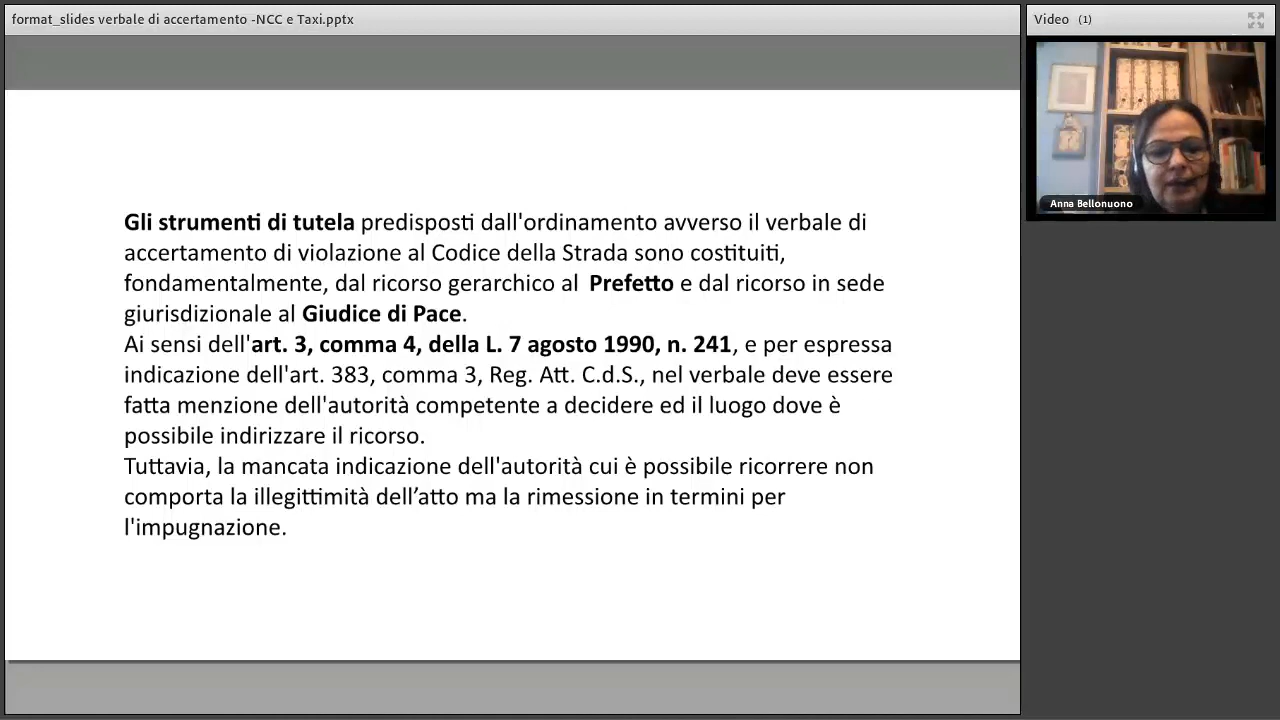 format_slides verbale di accertamento -NCC e Taxi.pptx
Video (1)
Anna Bellonuono
Gli strumenti di tutela predisposti dall'ordinamento avverso il verbale di
accertamento di violazione al Codice della Strada sono costituiti,
fondamentalmente, dal ricorso gerarchico al Prefetto e dal ricorso in sede
giurisdizionale al Giudice di Pace.
Ai sensi dell'art. 3, comma 4, della L. 7 agosto 1990, n. 241, e per espressa
indicazione dell'art. 383, comma 3, Reg. Att. C.d.S., nel verbale deve essere
fatta menzione dell'autorità competente a decidere ed il luogo dove è
possibile indirizzare il ricorso.
Tuttavia, la mancata indicazione dell'autorità cui è possibile ricorrere non
comporta la illegittimità dell’atto ma la rimessione in termini per
l'impugnazione.